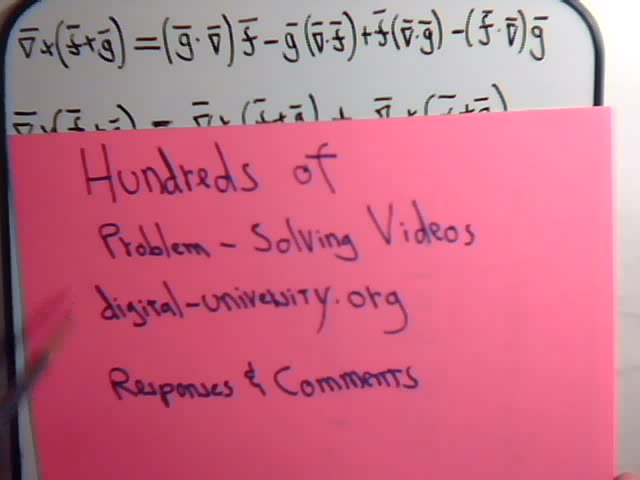 ∇̅×(f̅×g̅)=(g̅·∇̅)f̅-g̅(∇̅·f̅)+f̅(∇̅·g̅)-(f̅·∇̅)g̅
Hundreds of
Problem-Solving Videos
digital-university.org
Responses & Comments